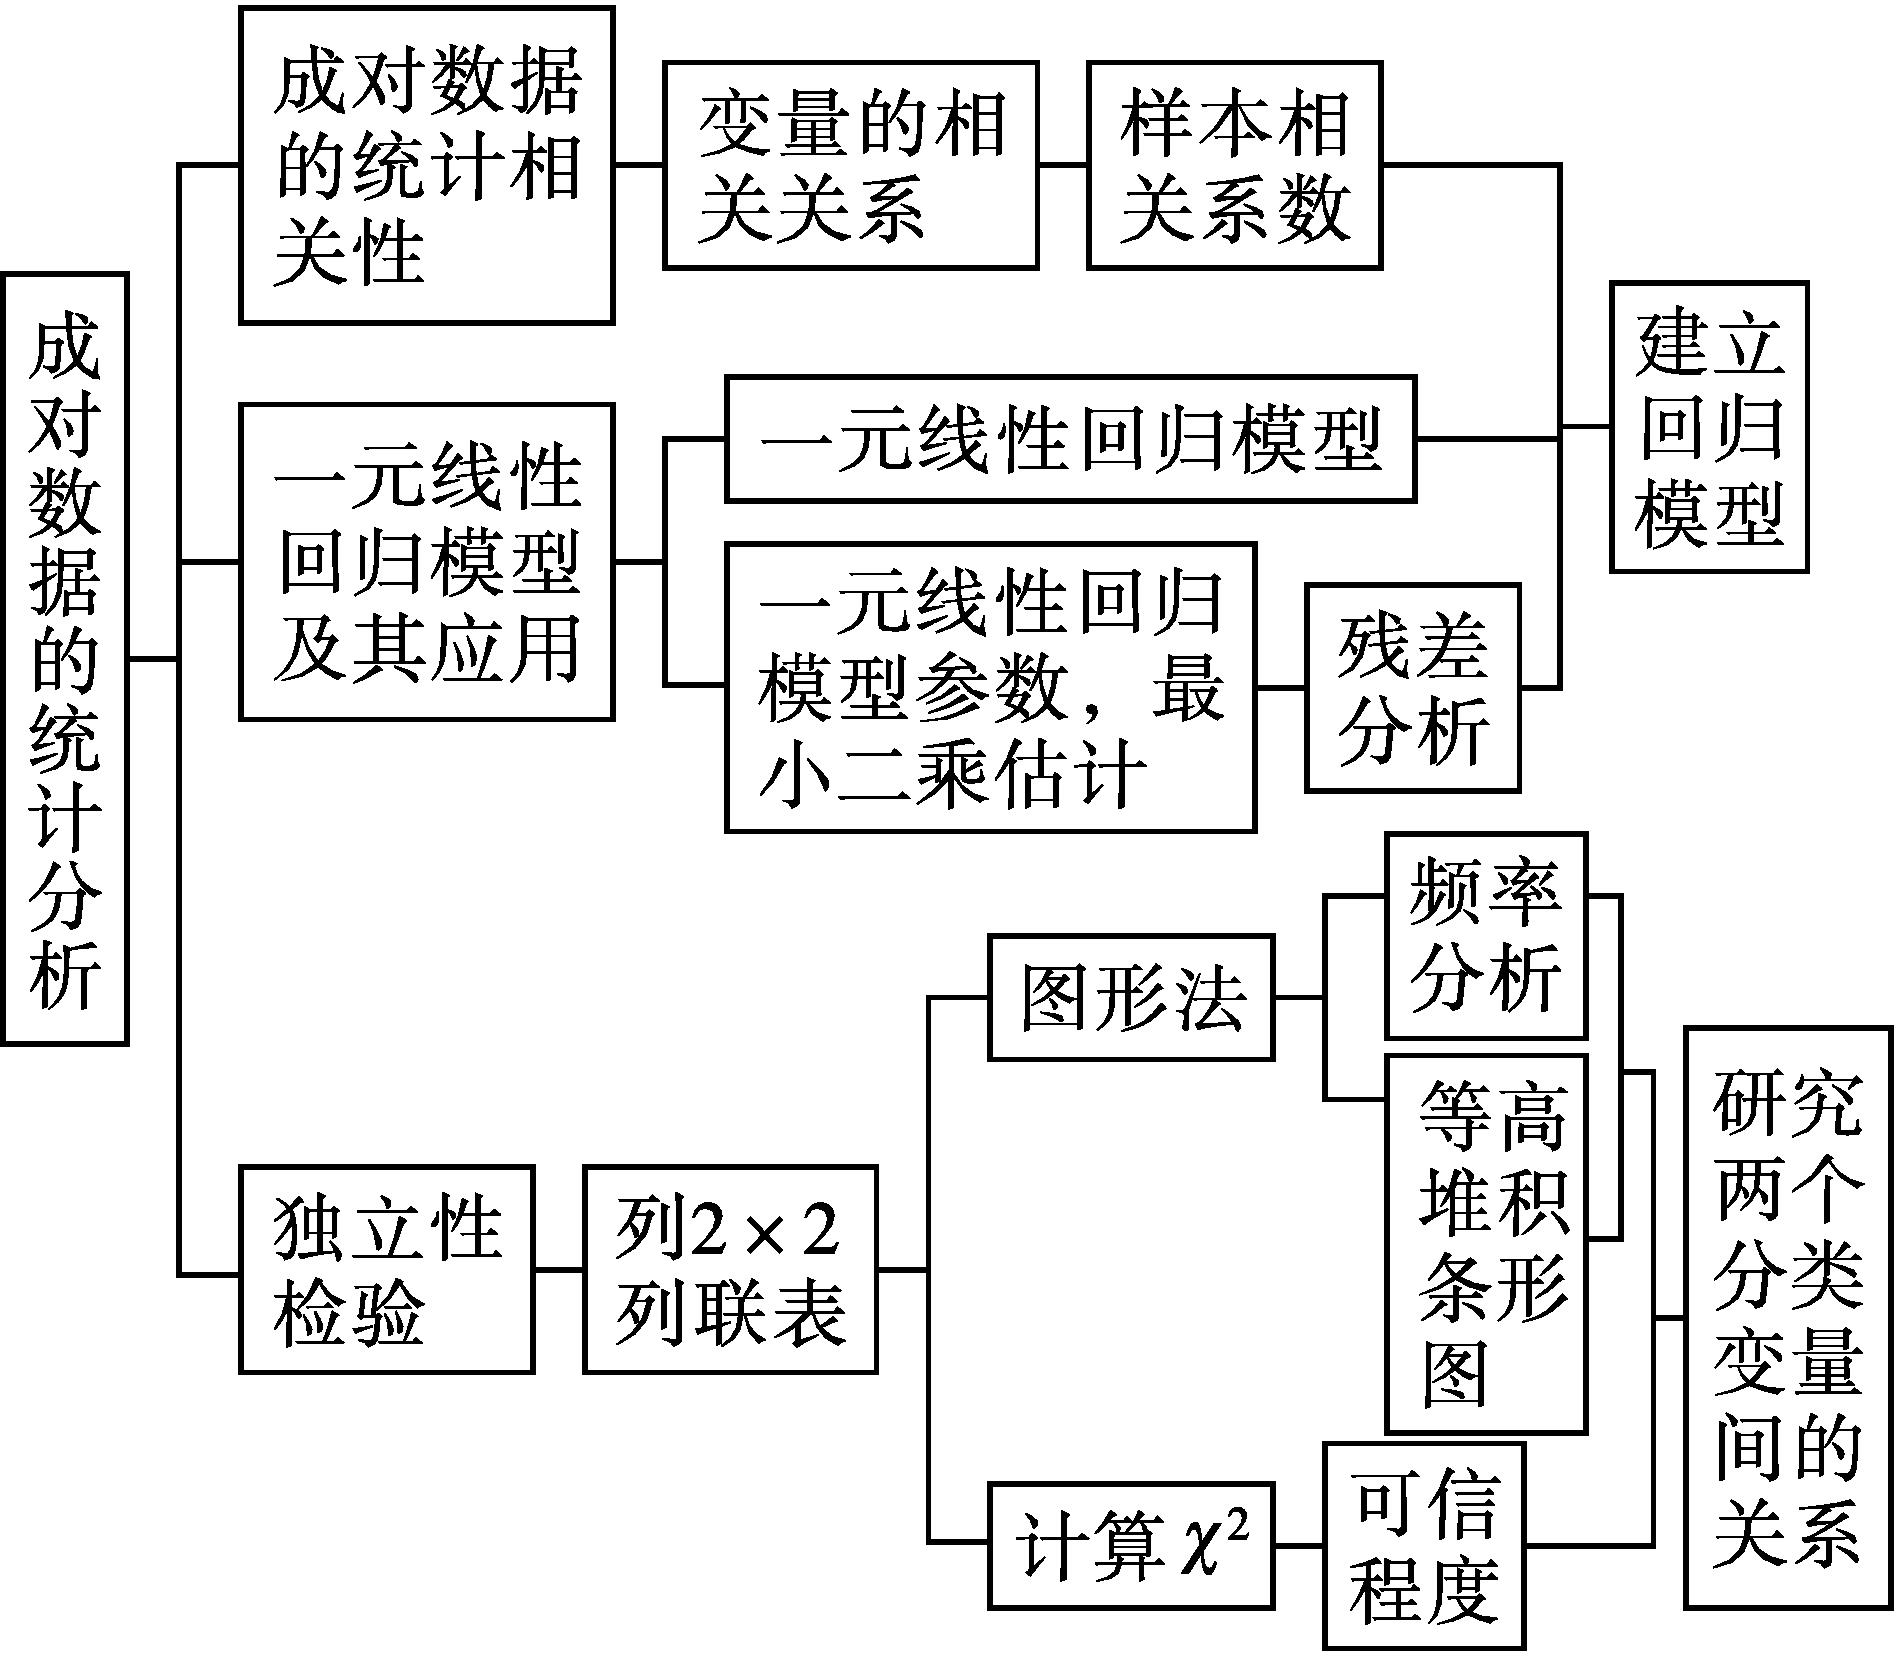 成对数据的统计分析
成对数据
的统计相
关性
变量的相
关关系
样本相
关系数
一元线性
回归模型
及其应用
一元线性回归模型
一元线性回归
模型参数，最
小二乘估计
残差
分析
建立
回归
模型
独立性
检验
列2×2
列联表
图形法
频率
分析
等高
堆积
条形
图
计算χ²
可信
程度
研究
两个
分类
变量
间的
关系